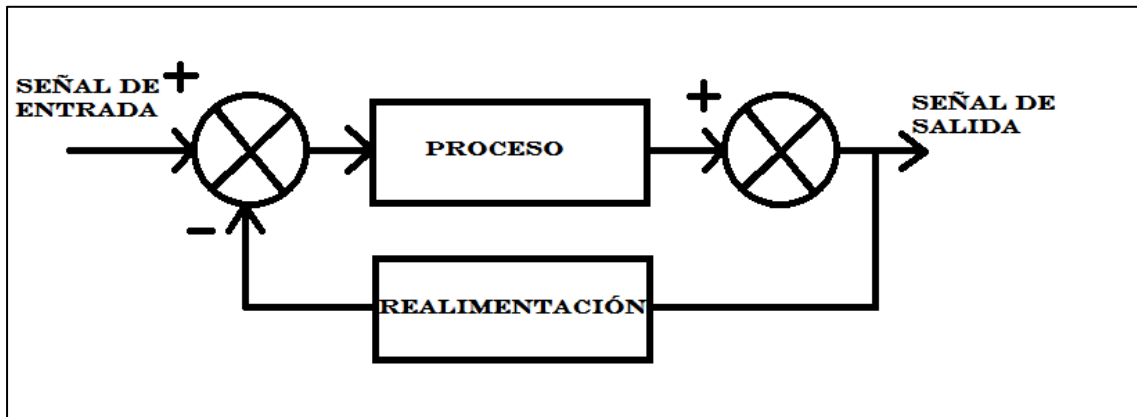 SEÑAL DE
ENTRADA
+
-
PROCESO
+
SEÑAL DE
SALIDA
REALIMENTACIÓN